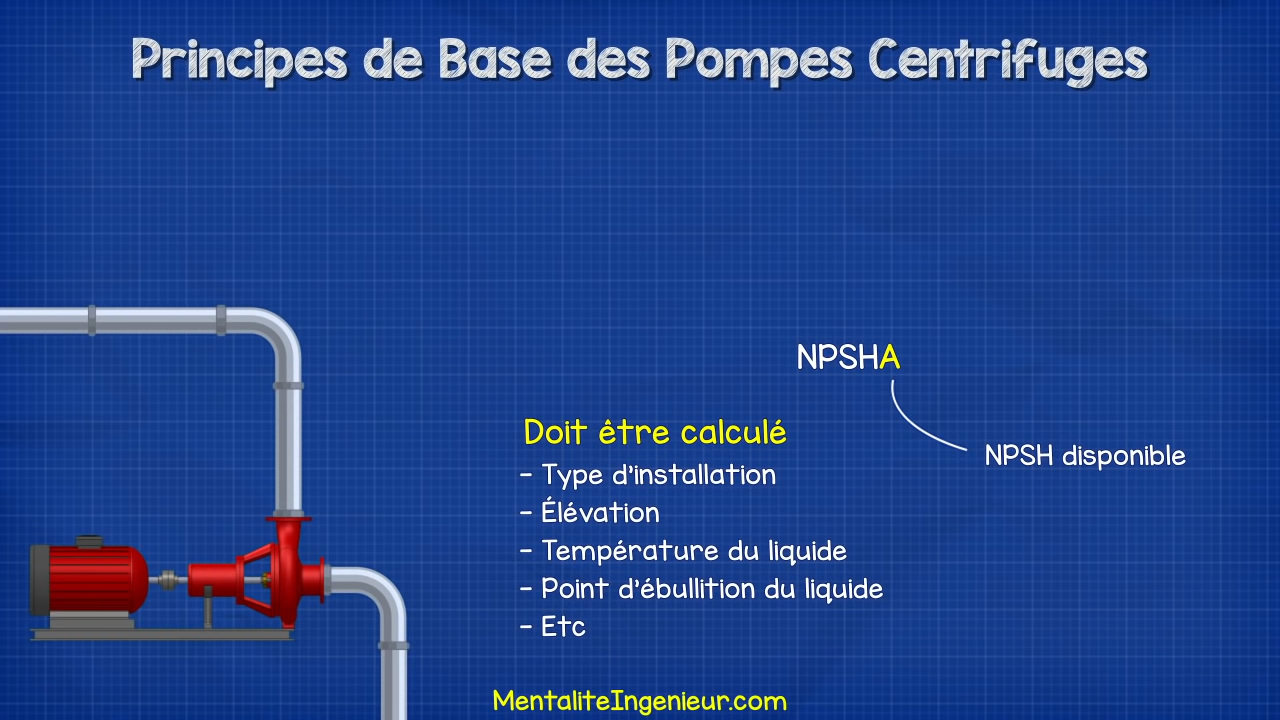 Principes de Base des Pompes Centrifuges
NPSHA
NPSH disponible
Doit être calculé
- Type d'installation
- Élévation
- Température du liquide
- Point d'ébullition du liquide
- Etc
MentaliteIngenieur.com